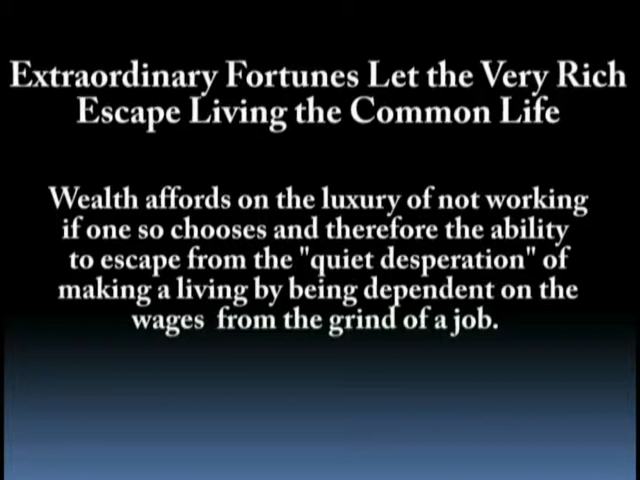 Extraordinary Fortunes Let the Very Rich
Escape Living the Common Life
Wealth affords on the luxury of not working
if one so chooses and therefore the ability
to escape from the "quiet desperation" of
making a living by being dependent on the
wages from the grind of a job.